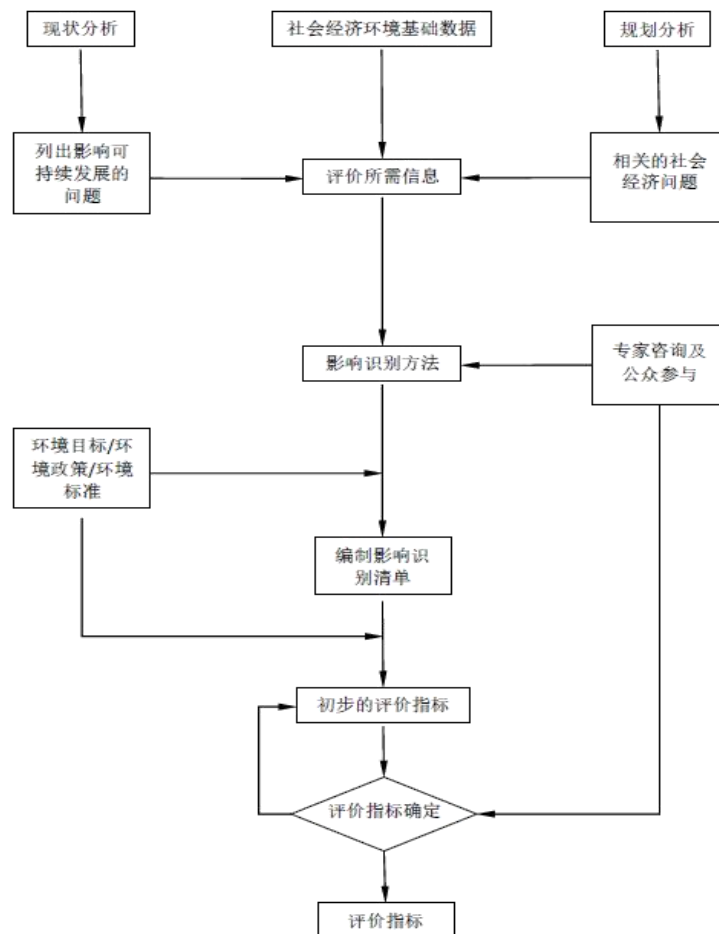 现状分析
社会经济环境基础数据
规划分析
列出影响可
持续发展的
问题
评价所需信息
相关的社会
经济问题
影响识别方法
专家咨询及
公众参与
环境目标/环
境政策/环境
标准
编制影响识
别清单
初步的评价指标
评价指标确定
评价指标